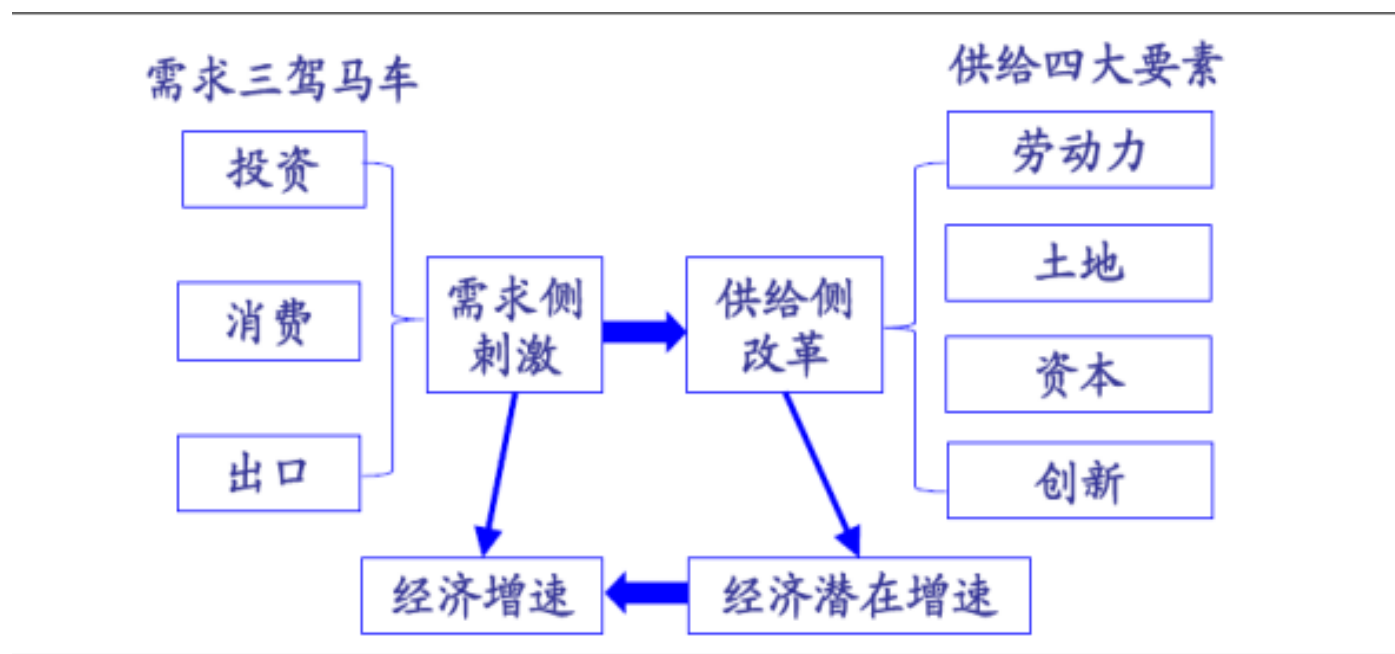 需求三驾马车
投资
消费
出口
需求侧
刺激
供给侧
改革
供给四大要素
劳动力
土地
资本
创新
经济增速
经济潜在增速